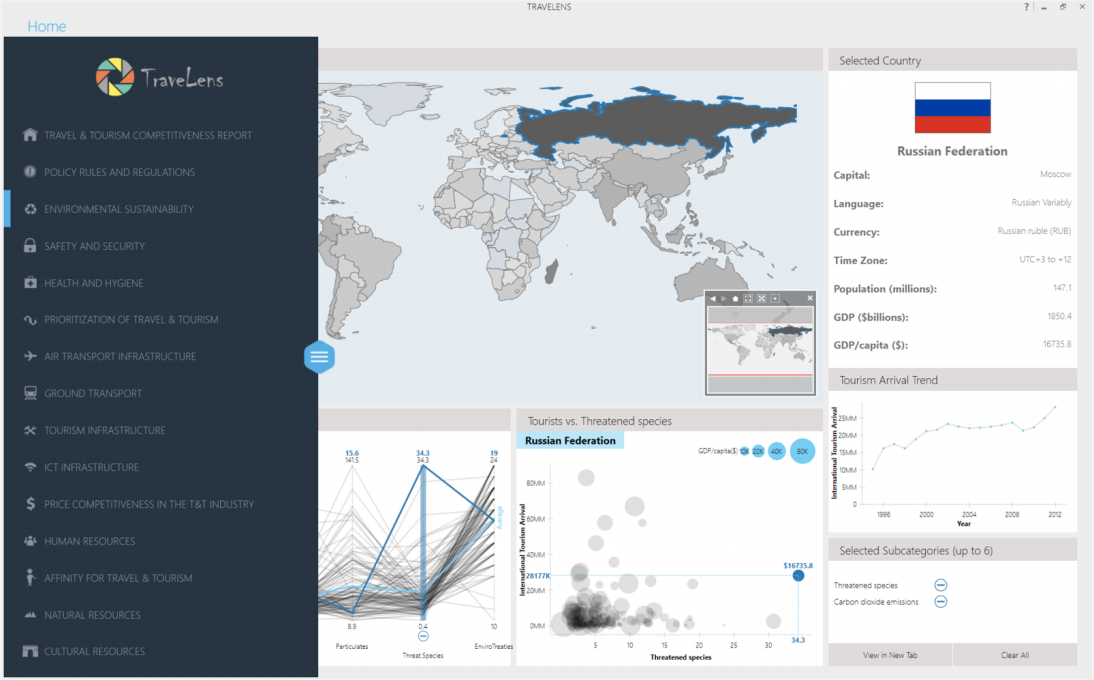 TRAVELENS
?
Home
TraveLens
TRAVEL & TOURISM COMPETITIVENESS REPORT
POLICY RULES AND REGULATIONS
ENVIRONMENTAL SUSTAINABILITY
SAFETY AND SECURITY
HEALTH AND HYGIENE
PRIORITIZATION OF TRAVEL & TOURISM
AIR TRANSPORT INFRASTRUCTURE
GROUND TRANSPORT
TOURISM INFRASTRUCTURE
ICT INFRASTRUCTURE
PRICE COMPETITIVENESS IN THE T&T INDUSTRY
HUMAN RESOURCES
AFFINITY FOR TRAVEL & TOURISM
NATURAL RESOURCES
CULTURAL RESOURCES
15.6 34.3 19
141.5 34.3 24
Average
8.9 0.4 10
Particulates Threat.Species EnviroTreaties
Tourists vs. Threatened species
Russian Federation
GDP/capita($) 10K 20K 40K 80K
International Tourism Arrival
80MM
60MM
40MM
28177K
20MM
0MM
$16735.8
5 10 15 20 25 30 34.3
Threatened species
Selected Country
Russian Federation
Capital: Moscow
Language: Russian Variably
Currency: Russian ruble (RUB)
Time Zone: UTC+3 to +12
Population (millions): 147.1
GDP ($billions): 1850.4
GDP/capita ($): 16735.8
Tourism Arrival Trend
International Tourism Arrival
25MM
20MM
15MM
10MM
5MM
0
1996 2000 2004 2008 2012
Year
Selected Subcategories (up to 6)
Threatened species
Carbon dioxide emissions
View in New Tab Clear All